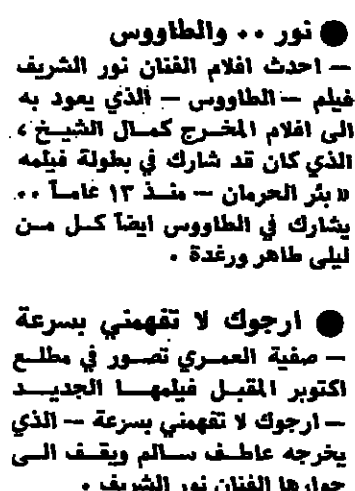 ● نور .. والطاووس
— احدث افلام الفنان نور الشريف
فيلم — الطاووس — الذي يعود به
الى افلام المخرج كمال الشيخ ،
الذي كان قد شارك في بطولة فيلمه
« بئر الحرمان — منذ ١٣ عاماً ..
يشارك في الطاووس ايضاً كل من
ليلى طاهر ورغدة .
● ارجوك لا تفهمني بسرعة
— صفية العمري تصور في مطلع
اكتوبر المقبل فيلمها الجديد
— ارجوك لا تفهمني بسرعة — الذي
يخرجه عاطف سالم ويقف الى
جوارها الفنان نور الشريف .